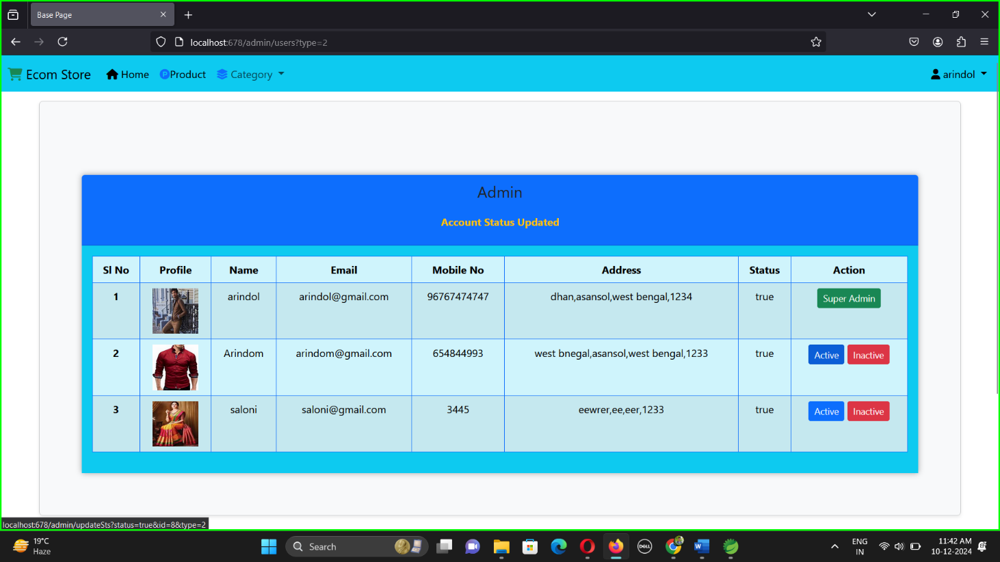 Base Page
localhost:678/admin/users?type=2
Ecom Store Home Product Category arindol
Admin
Account Status Updated
Sl No Profile Name Email Mobile No Address Status Action
1 arindol arindol@gmail.com 96767474747 dhan,asansol,west bengal,1234 true Super Admin
2 Arindom arindom@gmail.com 654844993 west bnegal,asansol,west bengal,1233 true Active Inactive
3 saloni saloni@gmail.com 3445 eewrer,ee,eer,1233 true Active Inactive
localhost:678/admin/updateSts?status=true&id=8&type=2
19°C
Haze
Search
DELL
ENG
IN
11:42 AM
10-12-2024